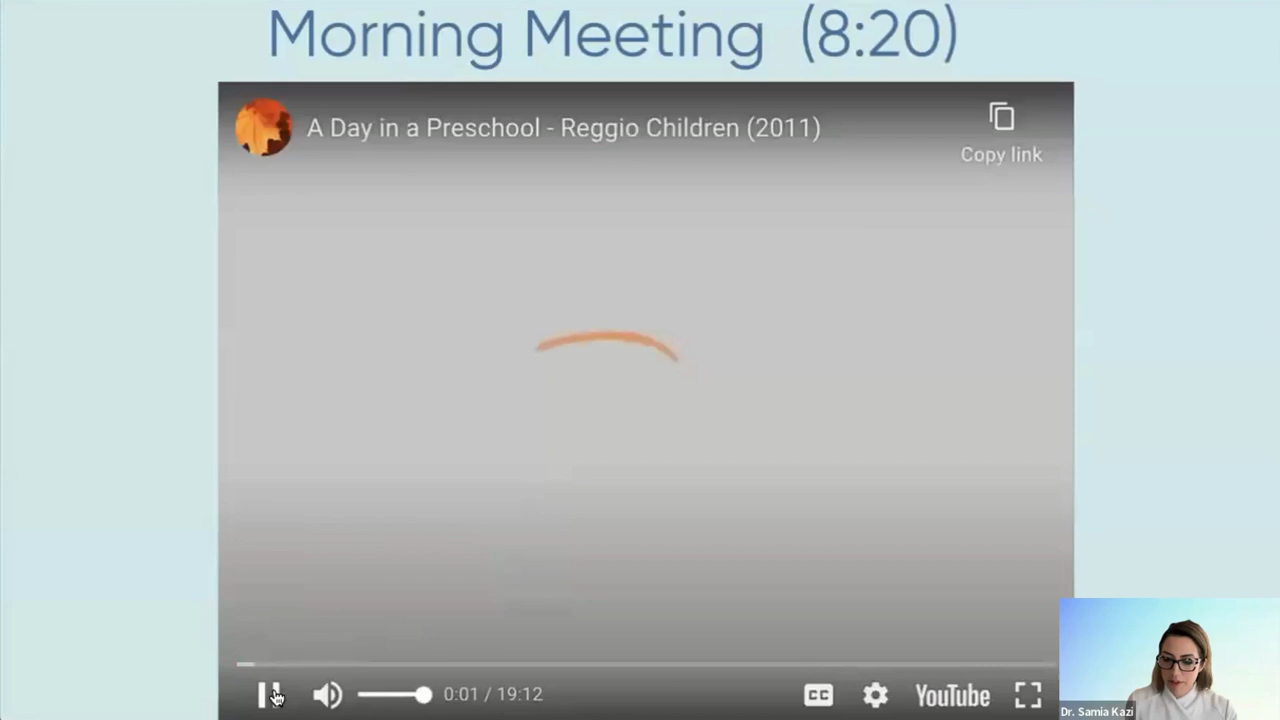 Morning Meeting (8:20)
A Day in a Preschool - Reggio Children (2011)
Copy link
0:01 / 19:12
CC
YouTube
Dr. Samia Kazi